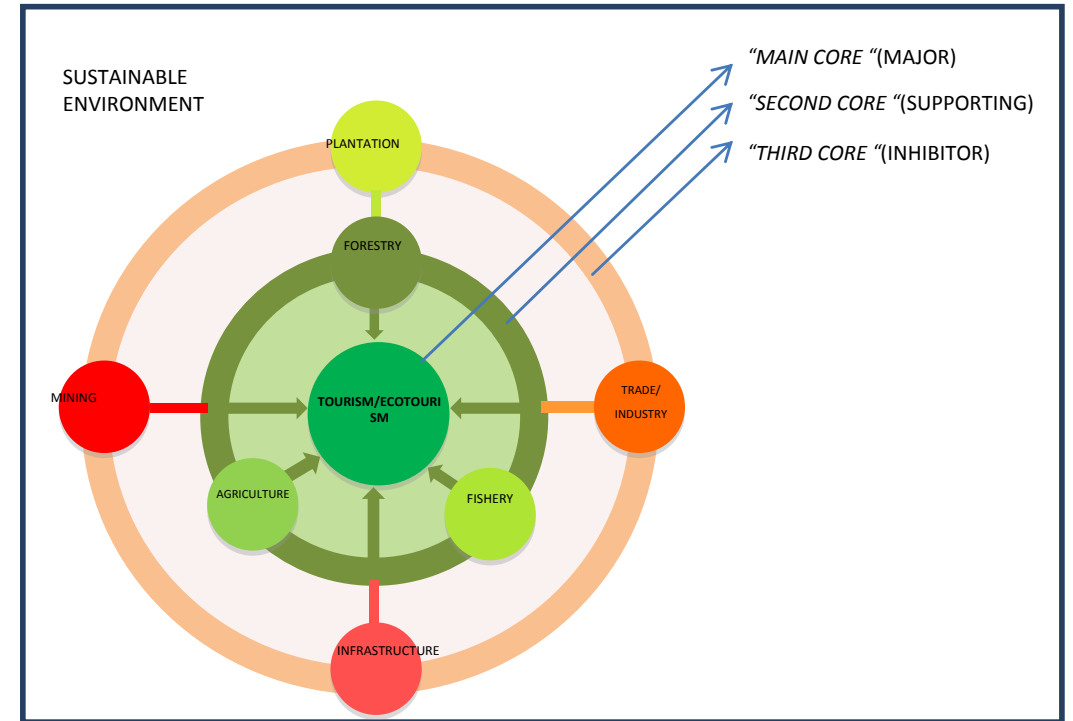 SUSTAINABLE
ENVIRONMENT
“MAIN CORE “(MAJOR)
“SECOND CORE “(SUPPORTING)
“THIRD CORE “(INHIBITOR)
PLANTATION
FORESTRY
MINING
TOURISM/ECOTOURI
SM
TRADE/
INDUSTRY
AGRICULTURE
FISHERY
INFRASTRUCTURE